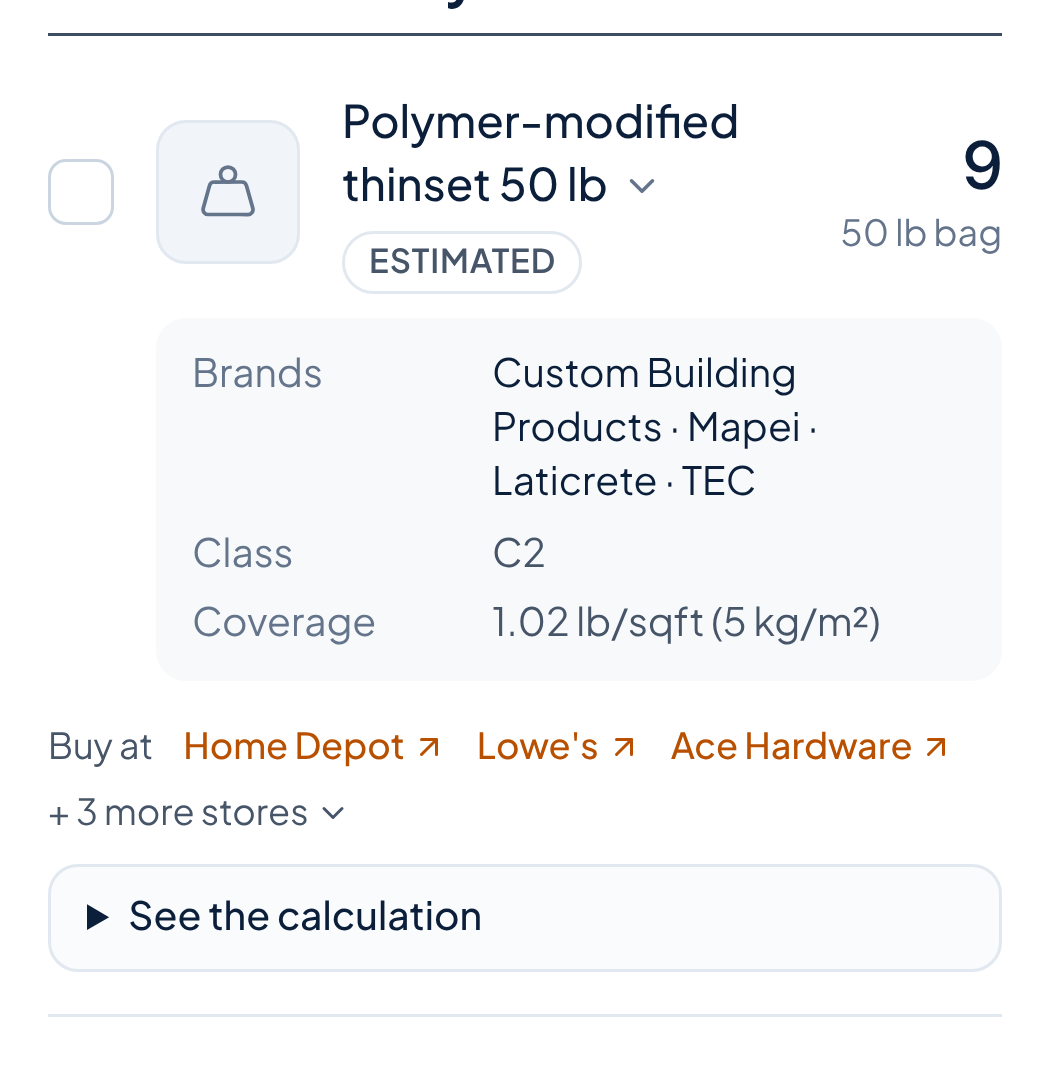 Polymer-modified
thinset 50 lb
9
50 lb bag
ESTIMATED
Brands
Custom Building
Products · Mapei ·
Laticrete · TEC
Class
C2
Coverage
1.02 lb/sqft (5 kg/m²)
Buy at Home Depot ↗ Lowe's ↗ Ace Hardware ↗
+ 3 more stores
▶ See the calculation